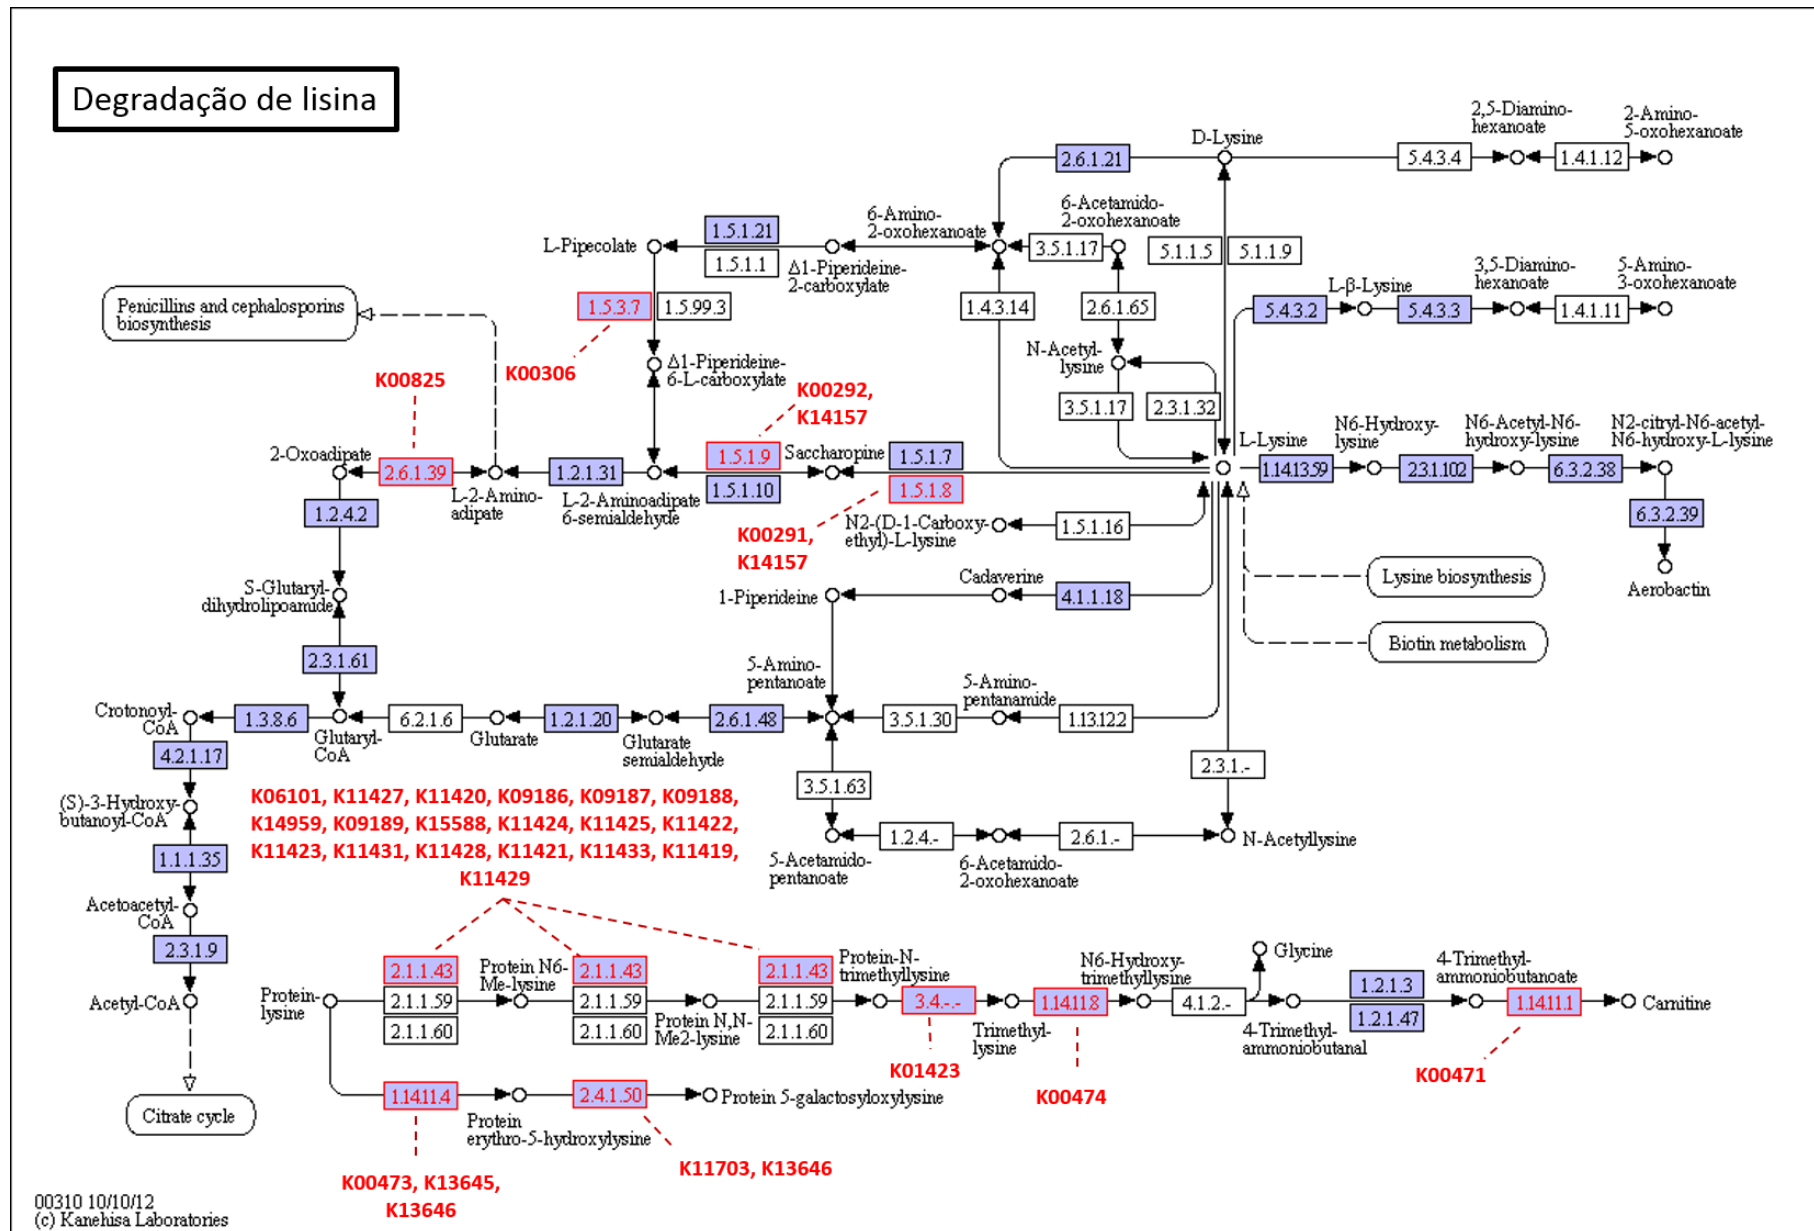 Degradação de lisina
2,5-Diamino-
hexanoate
2-Amino-
5-oxohexanoate
D-Lysine
2.6.1.21
5.4.3.4
1.4.1.12
6-Amino-
2-oxohexanoate
6-Acetamido-
2-oxohexanoate
L-Pipecolate
1.5.1.21
1.5.1.1
Δ1-Piperideine-
2-carboxylate
3.5.1.17
5.1.1.5
5.1.1.9
3,5-Diamino-
hexanoate
5-Amino-
3-oxohexanoate
L-β-Lysine
Penicillins and cephalosporins
biosynthesis
1.5.3.7
1.5.99.3
1.4.3.14
2.6.1.65
5.4.3.2
5.4.3.3
1.4.1.11
K00825
K00306
Δ1-Piperideine-
6-L-carboxylate
N-Acetyl-
lysine
K00292,
K14157
3.5.1.17
2.3.1.32
2-Oxoadipate
2.6.1.39
L-2-Amino-
adipate
1.2.1.31
L-2-Aminoadipate
6-semialdehyde
1.5.1.9
1.5.1.10
Saccharopine
1.5.1.7
1.5.1.8
L-Lysine
N6-Hydroxy-
lysine
N6-Acetyl-N6-
hydroxy-lysine
N2-citryl-N6-acetyl-
N6-hydroxy-L-lysine
1.14.13.59
2.3.1.102
6.3.2.38
1.2.4.2
6.3.2.39
K00291,
K14157
N2-(D-1-Carboxy-
ethyl)-L-lysine
1.5.1.16
S-Glutaryl-
dihydrolipoamide
1-Piperideine
Cadaverine
4.1.1.18
Lysine biosynthesis
Aerobactin
Biotin metabolism
2.3.1.61
5-Amino-
pentanoate
5-Amino-
pentanamide
Crotonoyl-
CoA
1.3.8.6
Glutaryl-
CoA
6.2.1.6
Glutarate
1.2.1.20
Glutarate
semialdehyde
2.6.1.48
3.5.1.30
1.13.12.2
4.2.1.17
2.3.1.-
3.5.1.63
(S)-3-Hydroxy-
butanoyl-CoA
K06101, K11427, K11420, K09186, K09187, K09188,
K14959, K09189, K15588, K11424, K11425, K11422,
K11423, K11431, K11428, K11421, K11433, K11419,
K11429
1.1.1.35
5-Acetamido-
pentanoate
1.2.4.-
6-Acetamido-
2-oxohexanoate
2.6.1.-
N-Acetyllysine
Acetoacetyl-
CoA
2.3.1.9
Acetyl-CoA
Citrate cycle
Protein-
lysine
2.1.1.43
2.1.1.59
2.1.1.60
Protein N6-
Me-lysine
2.1.1.43
2.1.1.59
2.1.1.60
Protein N,N-
Me2-lysine
2.1.1.43
2.1.1.59
2.1.1.60
Protein-N-
trimethyllysine
3.4.-.-
Trimethyl-
lysine
1.14.11.8
N6-Hydroxy-
trimethyllysine
4.1.2.-
Glycine
4-Trimethyl-
ammoniobutanal
1.2.1.3
1.2.1.47
4-Trimethyl-
ammoniobutanoate
1.14.11.1
Carnitine
K01423
K00474
K00471
1.14.11.4
Protein
erythro-5-hydroxylysine
2.4.1.50
Protein 5-galactosyloxylysine
K00473, K13645,
K13646
K11703, K13646
00310 10/10/12
(c) Kanehisa Laboratories